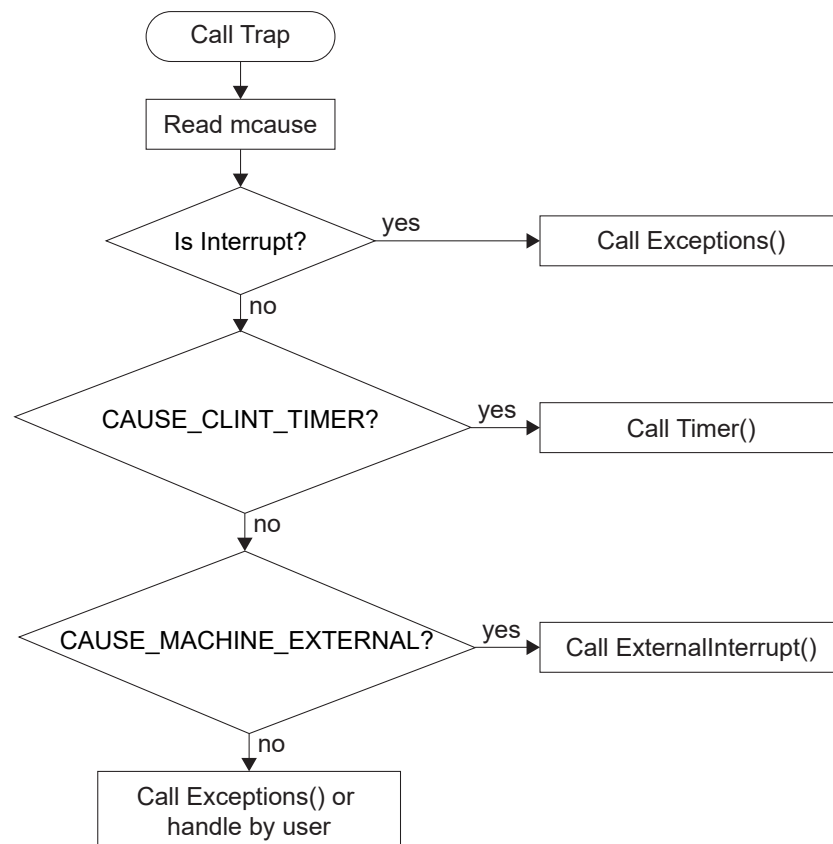 Call Trap
Read mcause
Is Interrupt?
yes
Call Exceptions()
no
CAUSE_CLINT_TIMER?
yes
Call Timer()
no
CAUSE_MACHINE_EXTERNAL?
yes
Call ExternalInterrupt()
no
Call Exceptions() or
handle by user